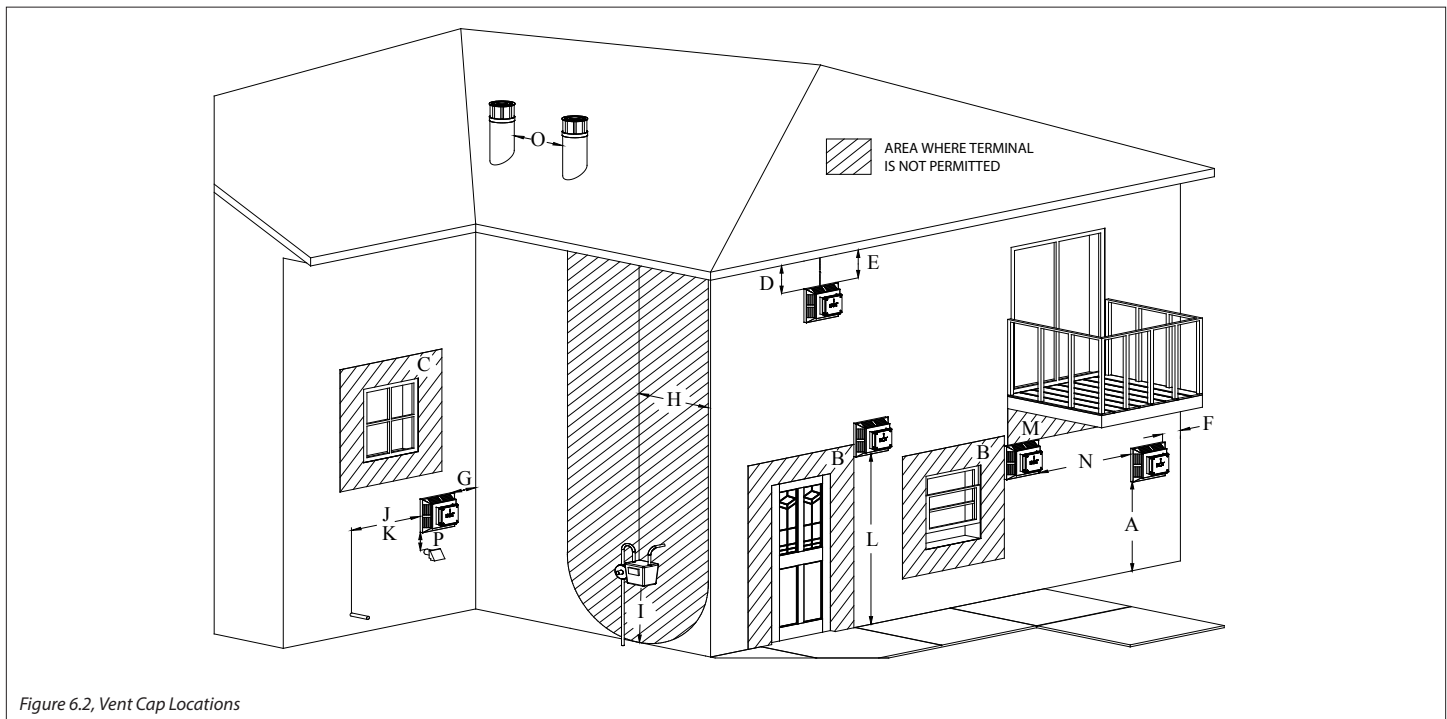 O
AREA WHERE TERMINAL
IS NOT PERMITTED
D
E
C
H
G
J
K
P
I
B
L
B
M
N
F
A
Figure 6.2, Vent Cap Locations